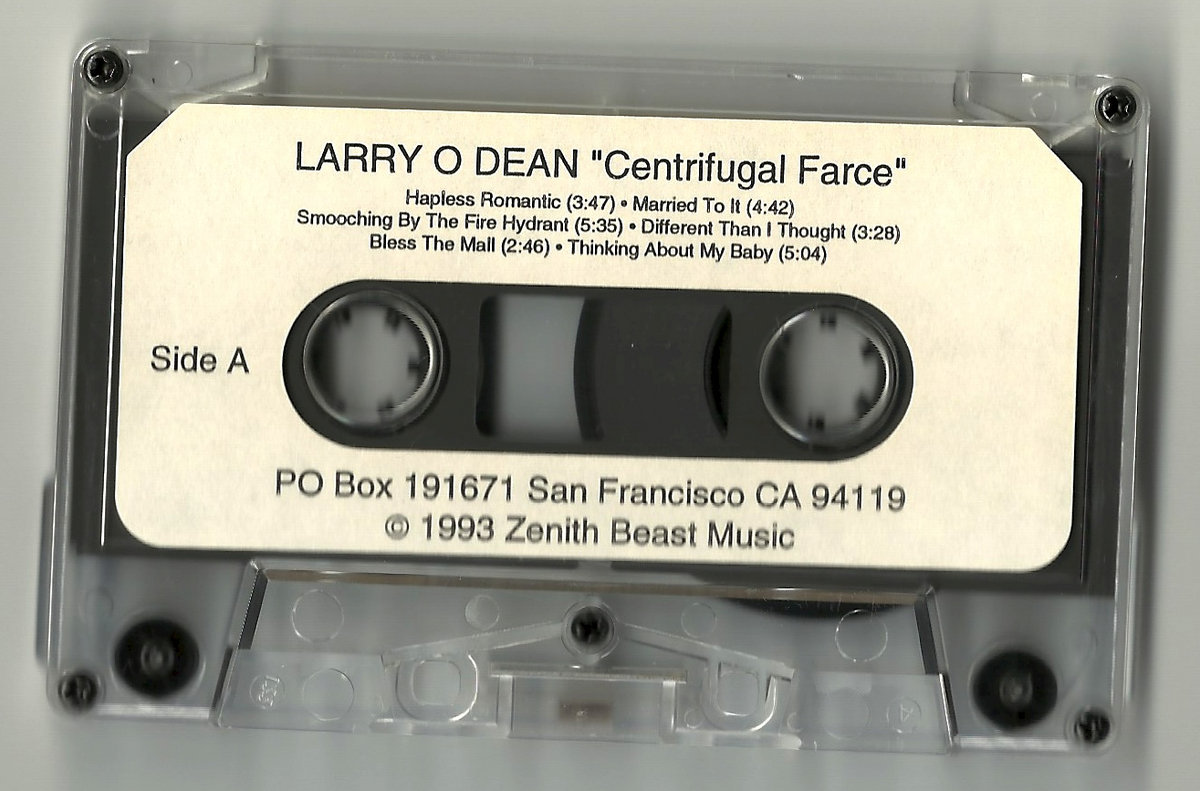 LARRY O DEAN "Centrifugal Farce"
Hapless Romantic (3:47) • Married To It (4:42)
Smooching By The Fire Hydrant (5:35) • Different Than I Thought (3:28)
Bless The Mall (2:46) • Thinking About My Baby (5:04)
Side A
PO Box 191671 San Francisco CA 94119
© 1993 Zenith Beast Music